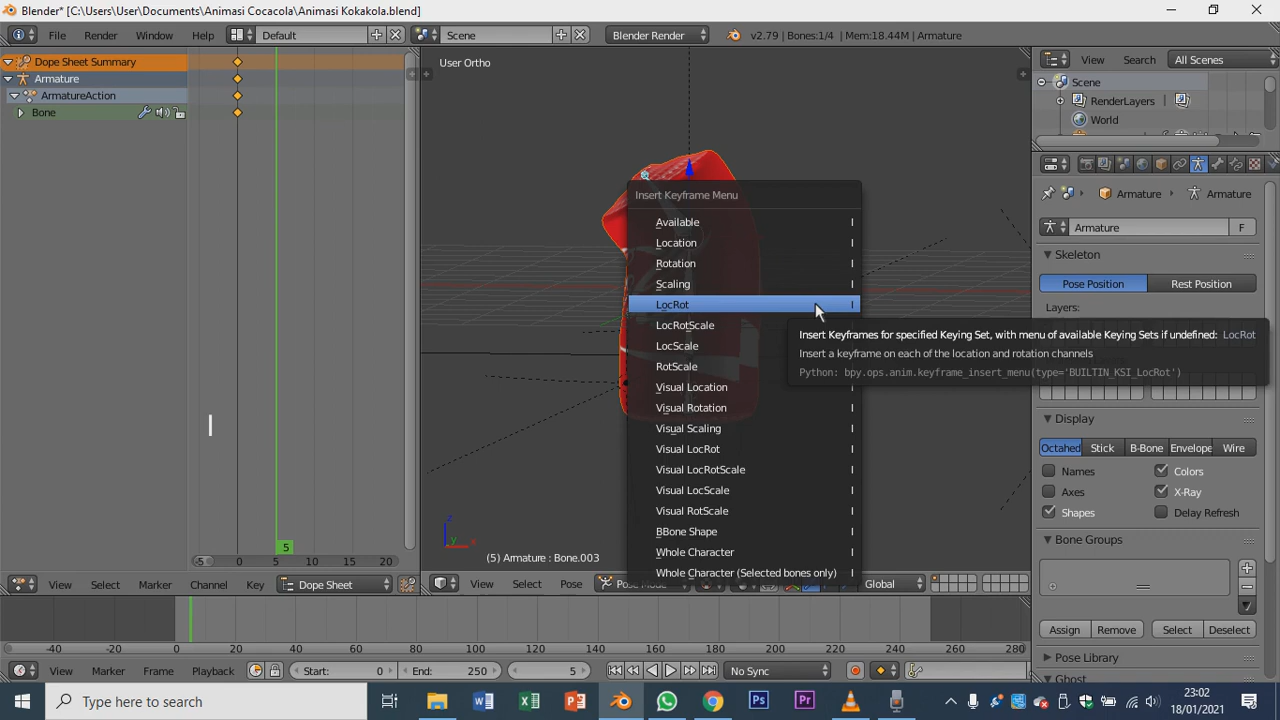 Blender* [C:\Users\User\Documents\Animasi Cocacola\Animasi Kokakola.blend]
File Render Window Help Default Scene Blender Render v2.79 | Bones:1/4 | Mem:18.44M | Armature
Dope Sheet Summary
Armature
ArmatureAction
Bone
-5 5 10 15 20
5
I
View Select Marker Channel Key Dope Sheet
User Ortho
Insert Keyframe Menu
Available I
Location I
Rotation I
Scaling I
LocRot I
LocRotScale
LocScale
RotScale
Visual Location I
Visual Rotation I
Visual Scaling I
Visual LocRot I
Visual LocRotScale I
Visual LocScale I
Visual RotScale I
BBone Shape I
Whole Character I
Whole Character (Selected bones only) I
Insert Keyframes for specified Keying Set, with menu of available Keying Sets if undefined: LocRot
Insert a keyframe on each of the location and rotation channels
Python: bpy.ops.anim.keyframe_insert_menu(type='BUILTIN_KSI_LocRot')
z
y x
(5) Armature : Bone.003
View Select Pose Pose Mode Global
View Search All Scenes
Scene
RenderLayers
World
Armature Armature
Armature F
Skeleton
Pose Position Rest Position
Layers:
Display
Octahed Stick B-Bone Envelope Wire
Names Colors
Axes X-Ray
Shapes Delay Refresh
Bone Groups
Assign Remove Select Deselect
Pose Library
Ghost
-40 -20 0 20 40 60 80 100 120 140 160 180 200 220 240 260 280
View Marker Frame Playback Start: 0 End: 250 5 No Sync
Type here to search
23:02
18/01/2021